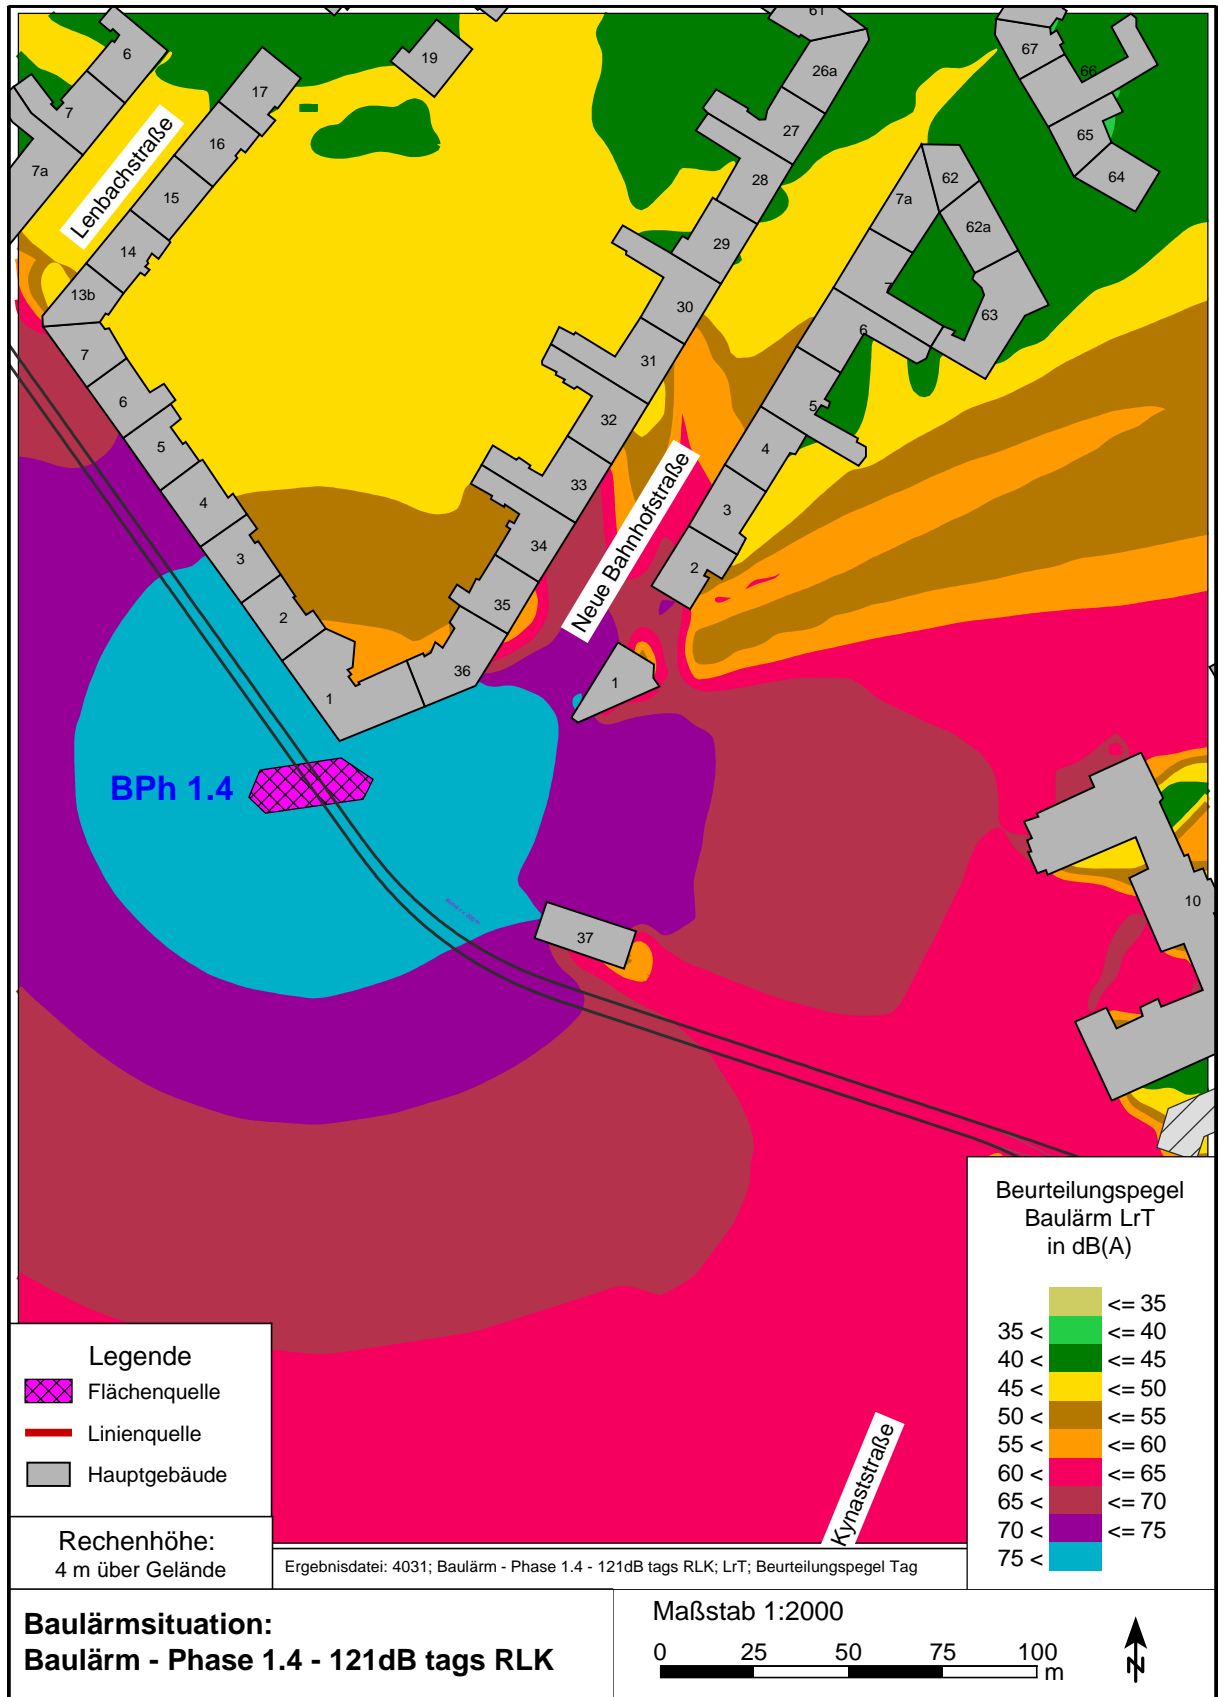 61
6
17
19
26a
67
66
7
16
27
65
7a
15
28
62
64
Lenbachstraße
14
29
7a
62a
13b
30
7
63
7
31
6
6
32
5
5
33
4
4
34
3
3
35
Neue Bahnhofstraße
2
2
36
1
1
BPh 1.4
37
10
Beurteilungspegel
Baulärm LrT
in dB(A)
<= 35
35 < <= 40
40 < <= 45
45 < <= 50
50 < <= 55
55 < <= 60
60 < <= 65
65 < <= 70
70 < <= 75
75 <
Legende
Flächenquelle
Linienquelle
Hauptgebäude
Kynaststraße
Rechenhöhe:
4 m über Gelände
Ergebnisdatei: 4031; Baulärm - Phase 1.4 - 121dB tags RLK; LrT; Beurteilungspegel Tag
Baulärmsituation:
Baulärm - Phase 1.4 - 121dB tags RLK
Maßstab 1:2000
0 25 50 75 100
m
N